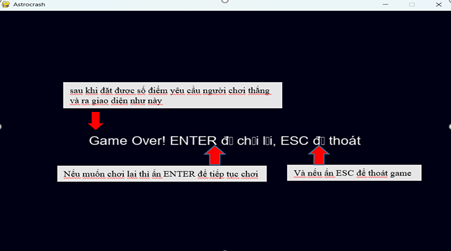 Astrocrash
sau khi đặt được số điểm yêu cầu người chơi thắng
và ra giao diện như này
Game Over! ENTER đ▯ ch▯i l▯i, ESC đ▯ thoát
Nếu muốn chơi lại thì ấn ENTER để tiếp tục chơi
Và nếu ấn ESC để thoát game